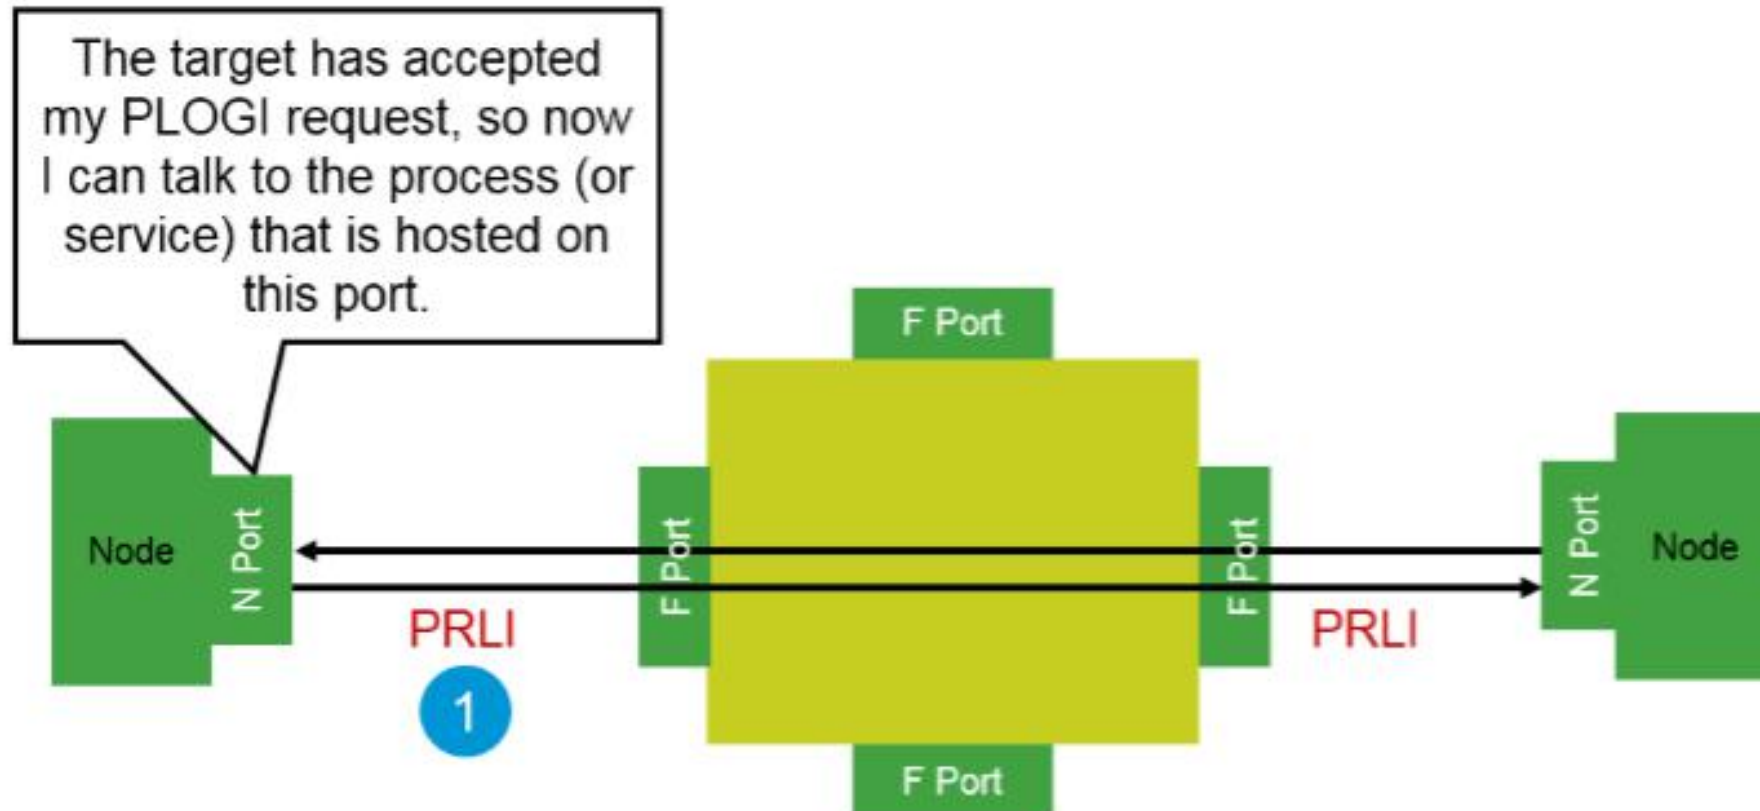 The target has accepted
my PLOGI request, so now
I can talk to the process (or
service) that is hosted on
this port.
F Port
Node
N Port
F Port
F Port
N Port
Node
PRLI
PRLI
1
F Port